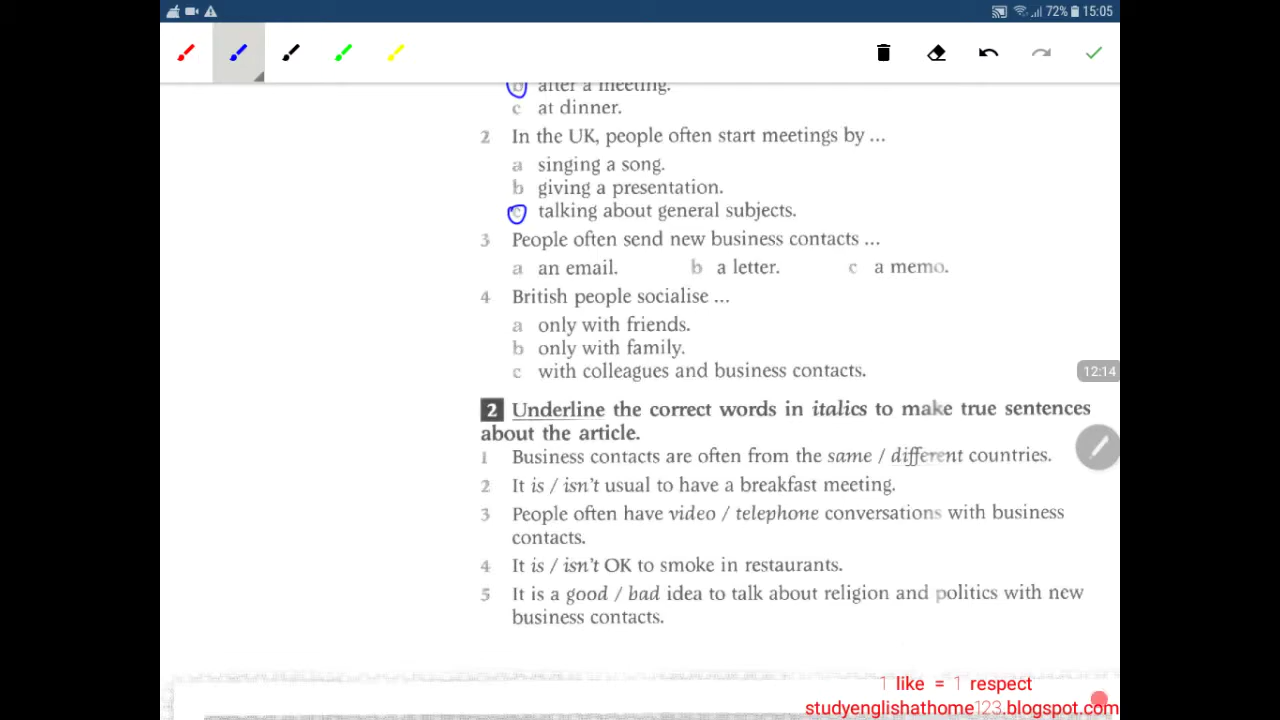 72% 15:05
b after a meeting.
c at dinner.
2 In the UK, people often start meetings by ...
a singing a song.
b giving a presentation.
c talking about general subjects.
3 People often send new business contacts ...
a an email. b a letter. c a memo.
4 British people socialise ...
a only with friends.
b only with family.
c with colleagues and business contacts.
12:14
2 Underline the correct words in italics to make true sentences
about the article.
1 Business contacts are often from the same / different countries.
2 It is / isn't usual to have a breakfast meeting.
3 People often have video / telephone conversations with business
contacts.
4 It is / isn't OK to smoke in restaurants.
5 It is a good / bad idea to talk about religion and politics with new
business contacts.
1 like = 1 respect
studyenglishathome123.blogspot.com